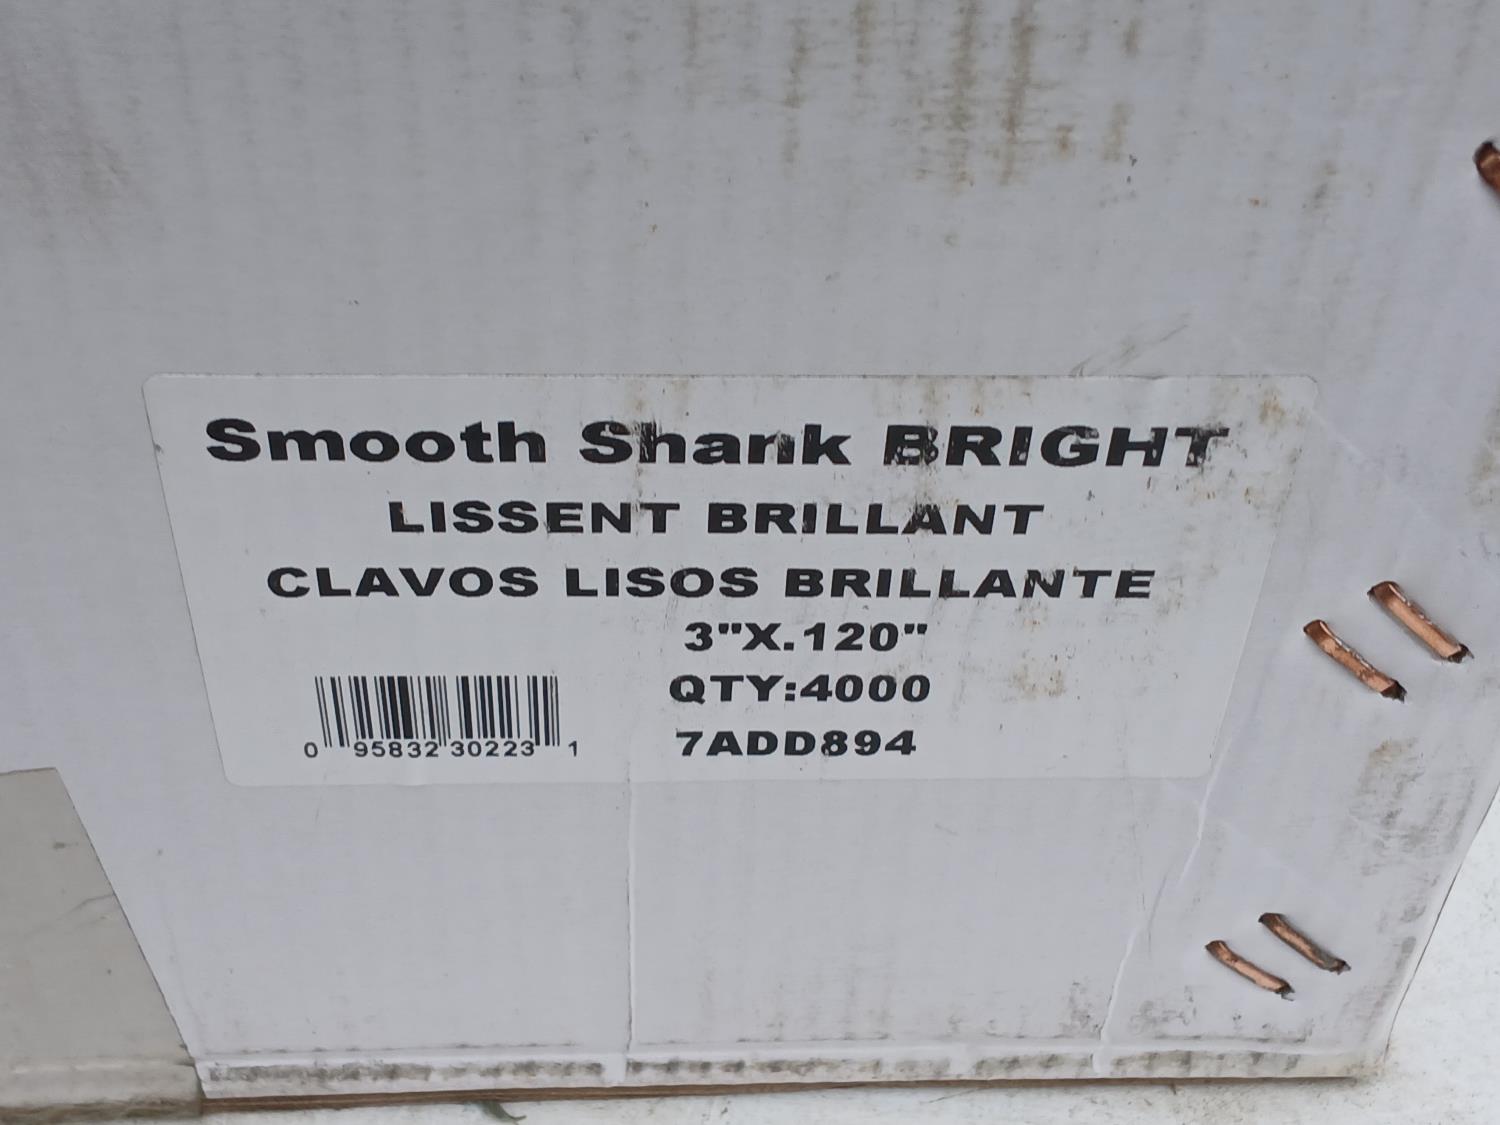 Smooth Shank BRIGHT
LISSENT BRILLANT
CLAVOS LISOS BRILLANTE
3"X.120"
QTY:4000
7ADD894
0 95832 30223 1